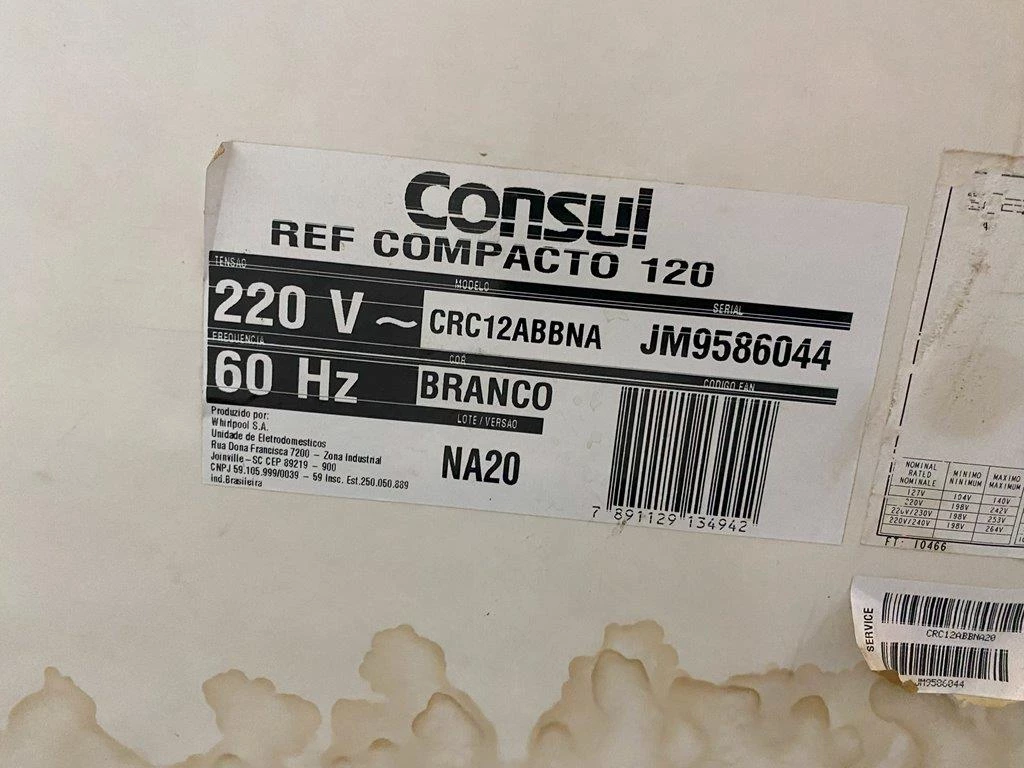 Consul
REF COMPACTO 120
TENSAO
MODELO
SERIAL
220 V ~
CRC12ABBNA
JM9586044
FREQUENCIA
COR
CODIGO EAN
60 Hz
BRANCO
LOTE/VERSAO
NA20
Produzido por:
Whirlpool S.A.
Unidade de Eletrodomesticos
Rua Dona Francisca 7200 - Zona Industrial
Joinville-SC CEP 89219 - 900
CNPJ 59.105.999/0039 - 59 Insc. Est.250.050.889
ind.Brasileira
7 891129 134942
NOMINAL RATED NOMINALE
MINIMO MINIMUM
MAXIMO MAXIMUM
127V 104V 140V
220V 198V 242V
220V/230V 198V 253V
220V/240V 198V 264V
FT- 10466
SERVICE
CRC12ABBNA20
JM9586044